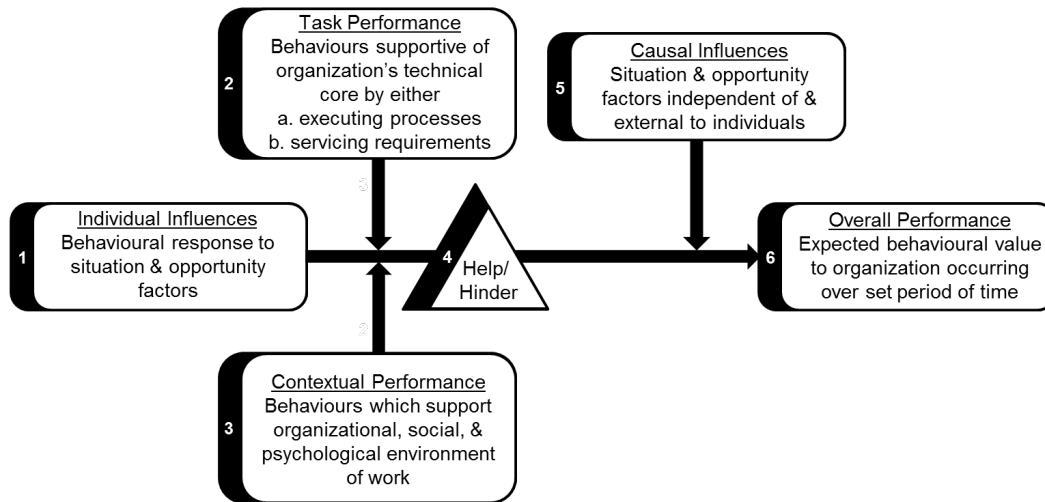 2
Task Performance
Behaviours supportive of
organization's technical
core by either
a. executing processes
b. servicing requirements
5
Causal Influences
Situation & opportunity
factors independent of &
external to individuals
1
Individual Influences
Behavioural response to
situation & opportunity
factors
4
Help/
Hinder
6
Overall Performance
Expected behavioural value
to organization occurring
over set period of time
3
Contextual Performance
Behaviours which support
organizational, social, &
psychological environment
of work